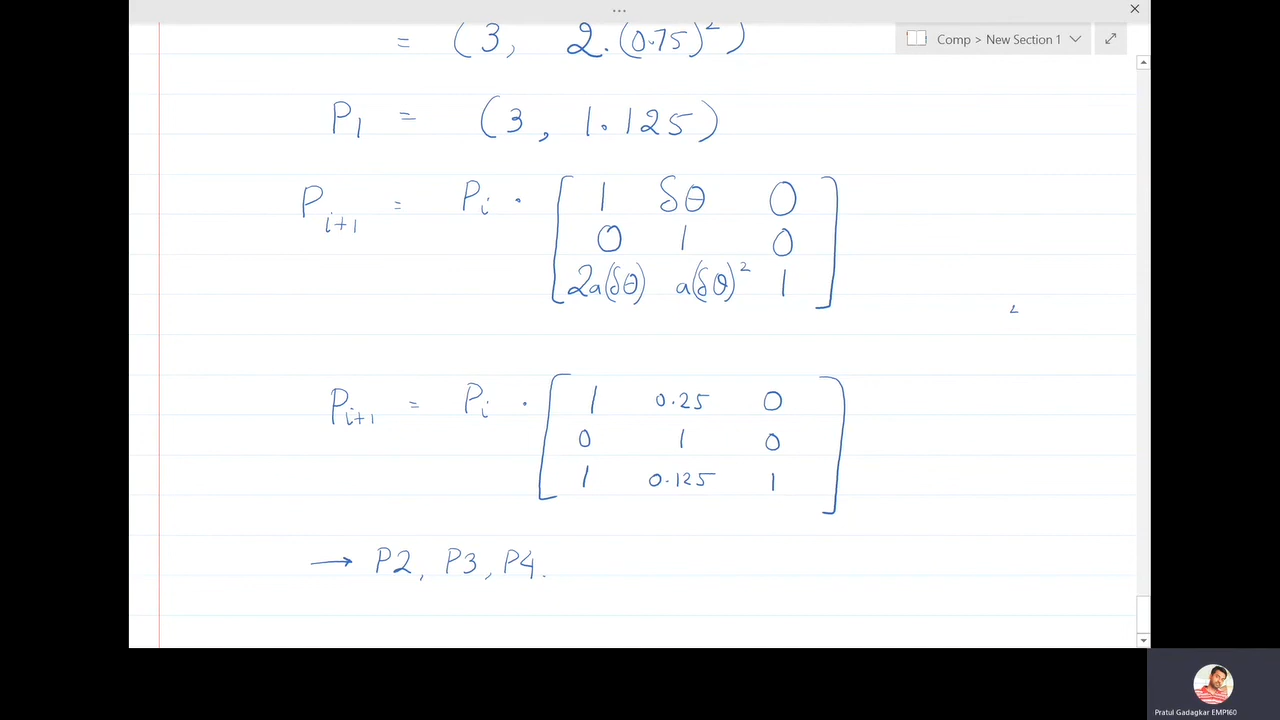 Comp > New Section 1
= (3, 2.(0.75)²)
P₁ = (3, 1.125)
Pᵢ₊₁ = Pᵢ · [ 1 δθ 0
0 1 0
2a(δθ) a(δθ)² 1 ]
Pᵢ₊₁ = Pᵢ · [ 1 0.25 0
0 1 0
1 0.125 1 ]
→ P2, P3, P4.
Pratul Gadagkar EMP160